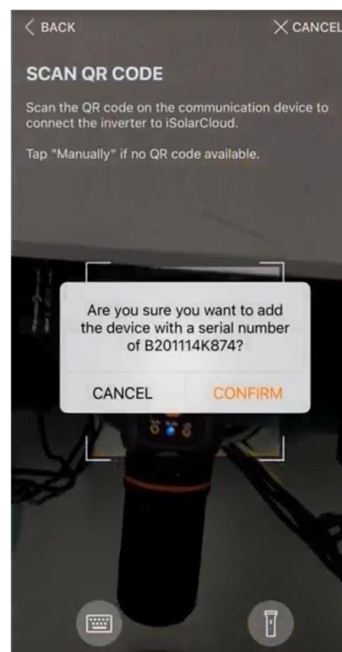 BACK
CANCEL
SCAN QR CODE
Scan the QR code on the communication device to
connect the inverter to iSolarCloud.
Tap "Manually" if no QR code available.
Are you sure you want to add
the device with a serial number
of B201114K874?
CANCEL
CONFIRM